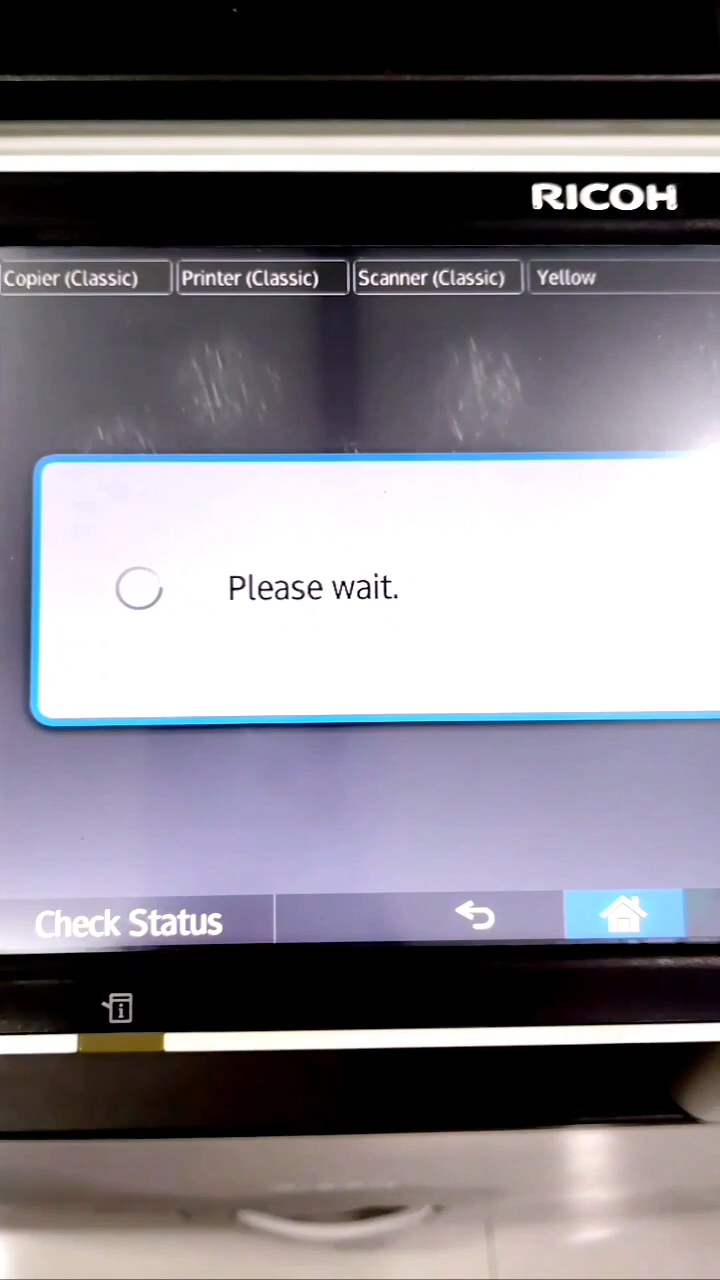 RICOH
Copier (Classic) Printer (Classic) Scanner (Classic) Yellow
Please wait.
Check Status
i